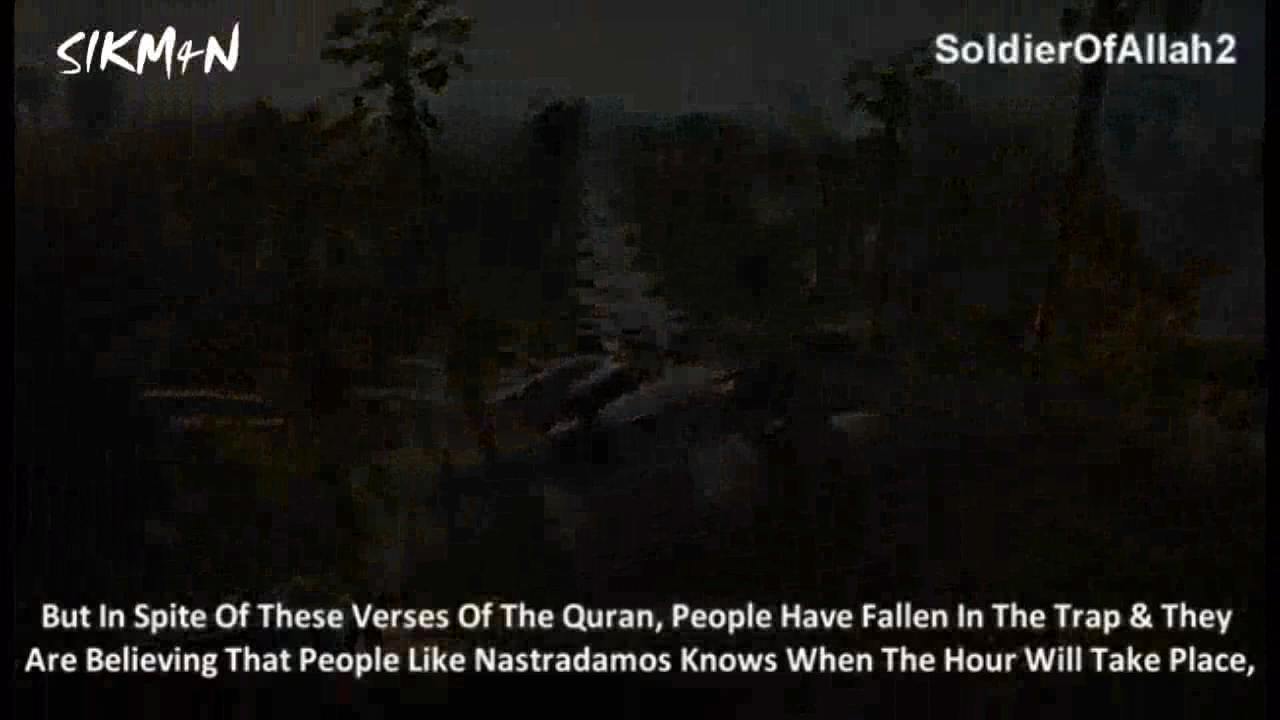 SIKM4N
SoldierOfAllah2
But In Spite Of These Verses Of The Quran, People Have Fallen In The Trap & They
Are Believing That People Like Nastradamos Knows When The Hour Will Take Place,